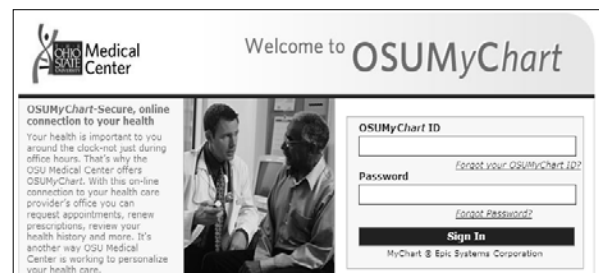 OHIO
STATE
UNIVERSITY
Medical
Center
Welcome to OSUMyChart
OSUMyChart-Secure, online
connection to your health
Your health is important to you
around the clock-not just during
office hours. That's why the
OSU Medical Center offers
OSUMyChart. With this on-line
connection to your health care
provider's office you can
request appointments, renew
prescriptions, review your
health history and more. It's
another way OSU Medical
Center is working to personalize
your health care.
OSUMyChart ID
Forgot your OSUMyChart ID?
Password
Forgot Password?
Sign In
MyChart ® Epic Systems Corporation